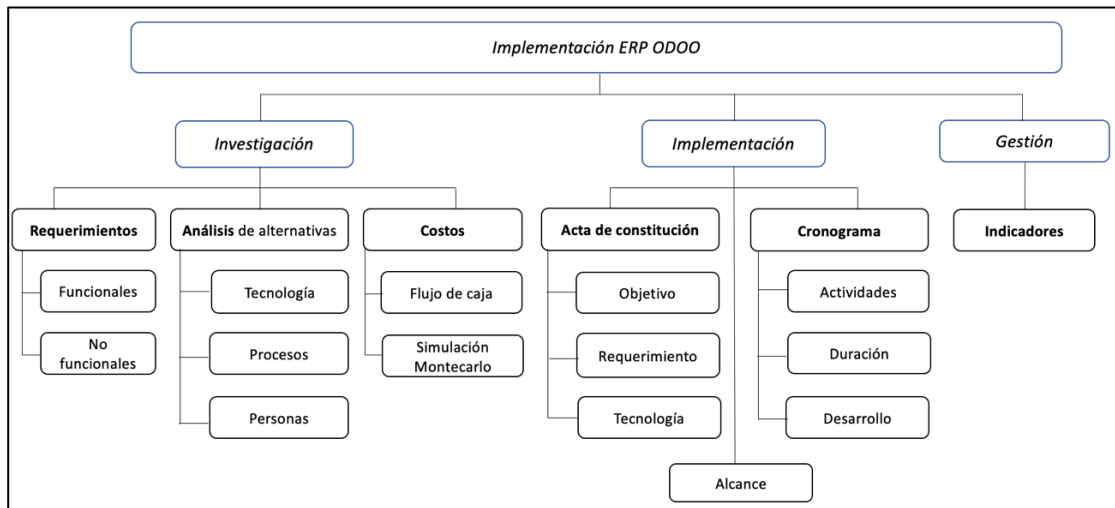 Implementación ERP ODOO
Investigación
Implementación
Gestión
Requerimientos
Análisis de alternativas
Costos
Acta de constitución
Cronograma
Indicadores
Funcionales
Tecnología
Flujo de caja
Objetivo
Actividades
No
funcionales
Procesos
Simulación
Montecarlo
Requerimiento
Duración
Personas
Tecnología
Desarrollo
Alcance